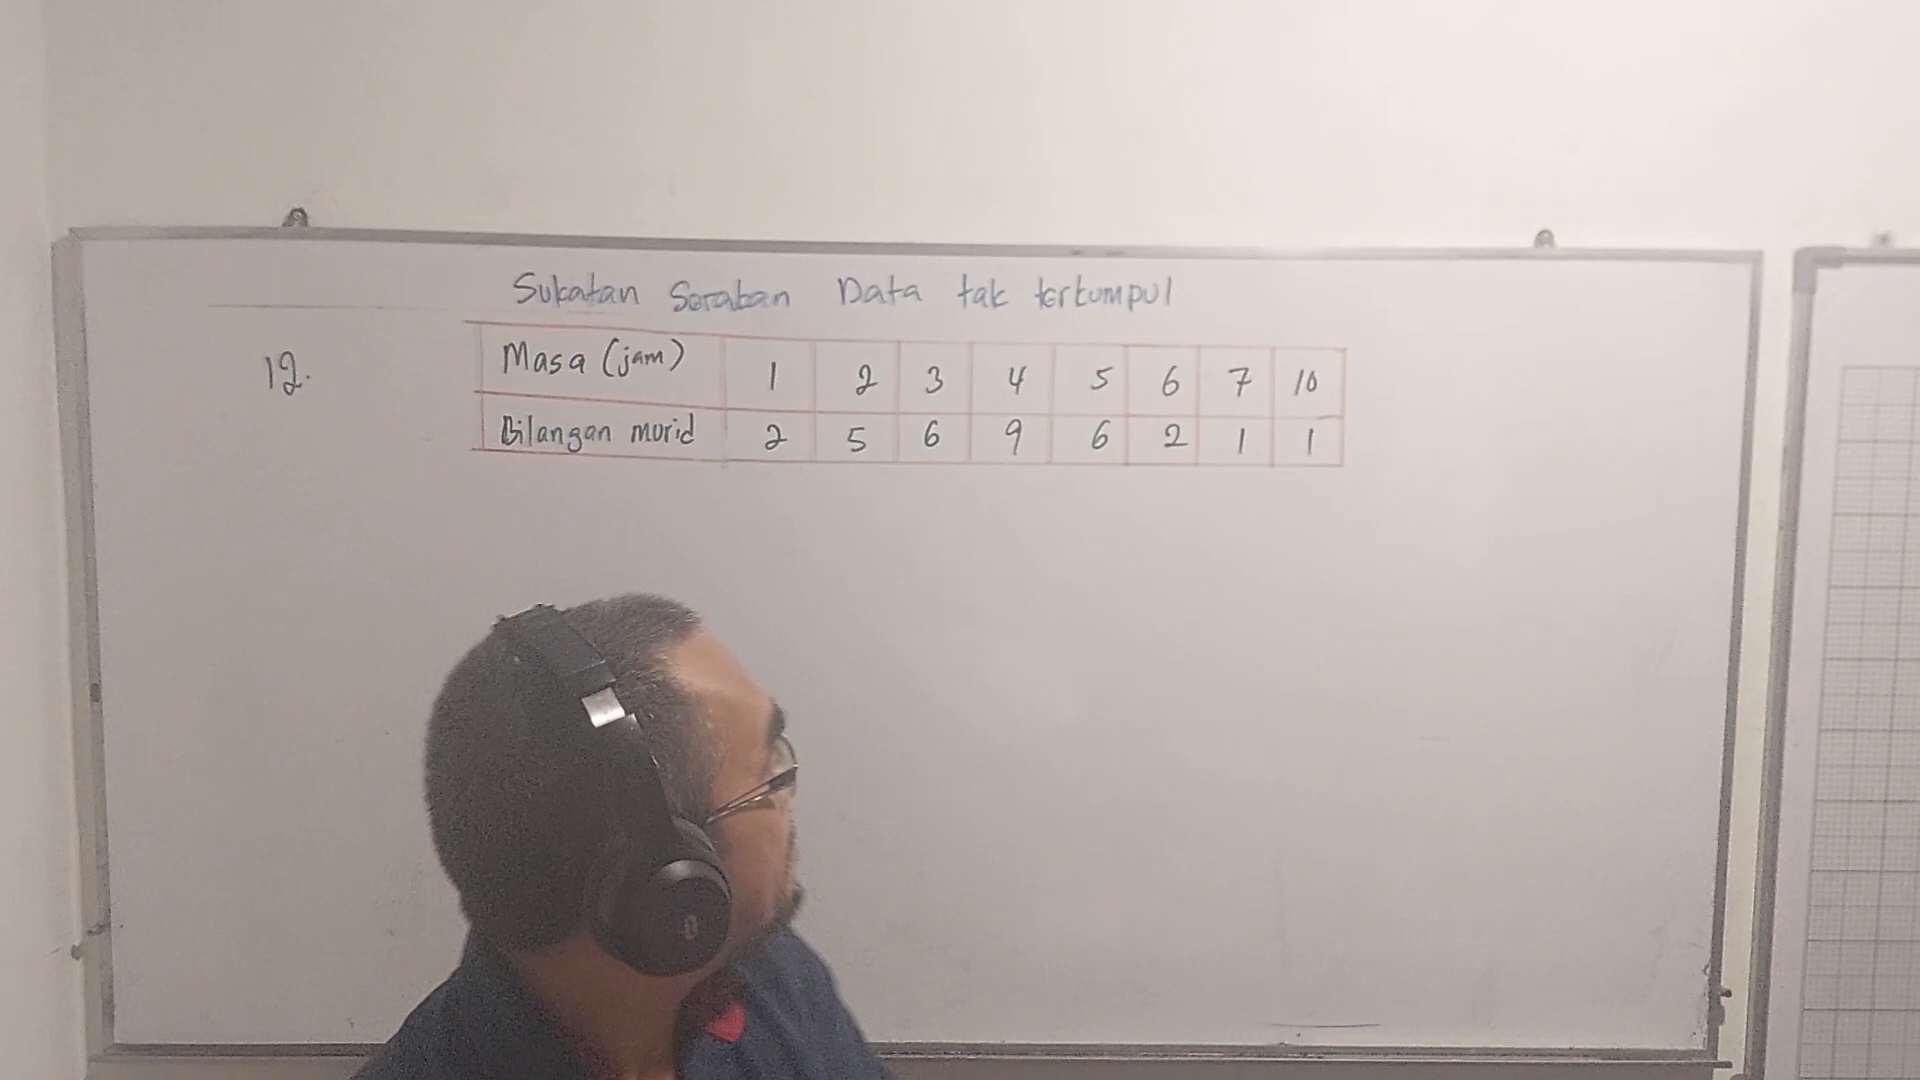 Sukatan Serakan Data tak terkumpul
12.
Masa (jam) 1 2 3 4 5 6 7 10
Bilangan murid 2 5 6 9 6 2 1 1